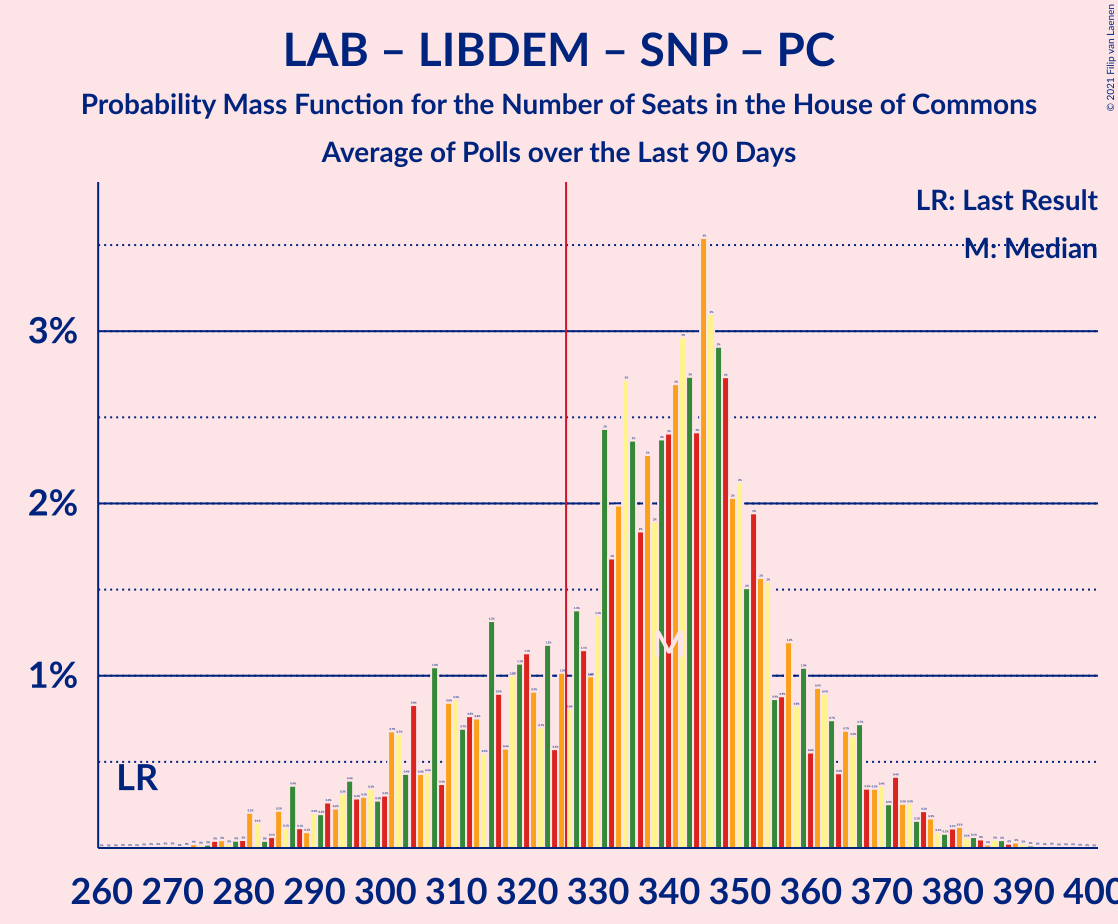 LAB – LIBDEM – SNP – PC
Probability Mass Function for the Number of Seats in the House of Commons
Average of Polls over the Last 90 Days
© 2021 Filip van Laenen
LR: Last Result
M: Median
3%
2%
1%
LR
M
260 270 280 290 300 310 320 330 340 350 360 370 380 390 400